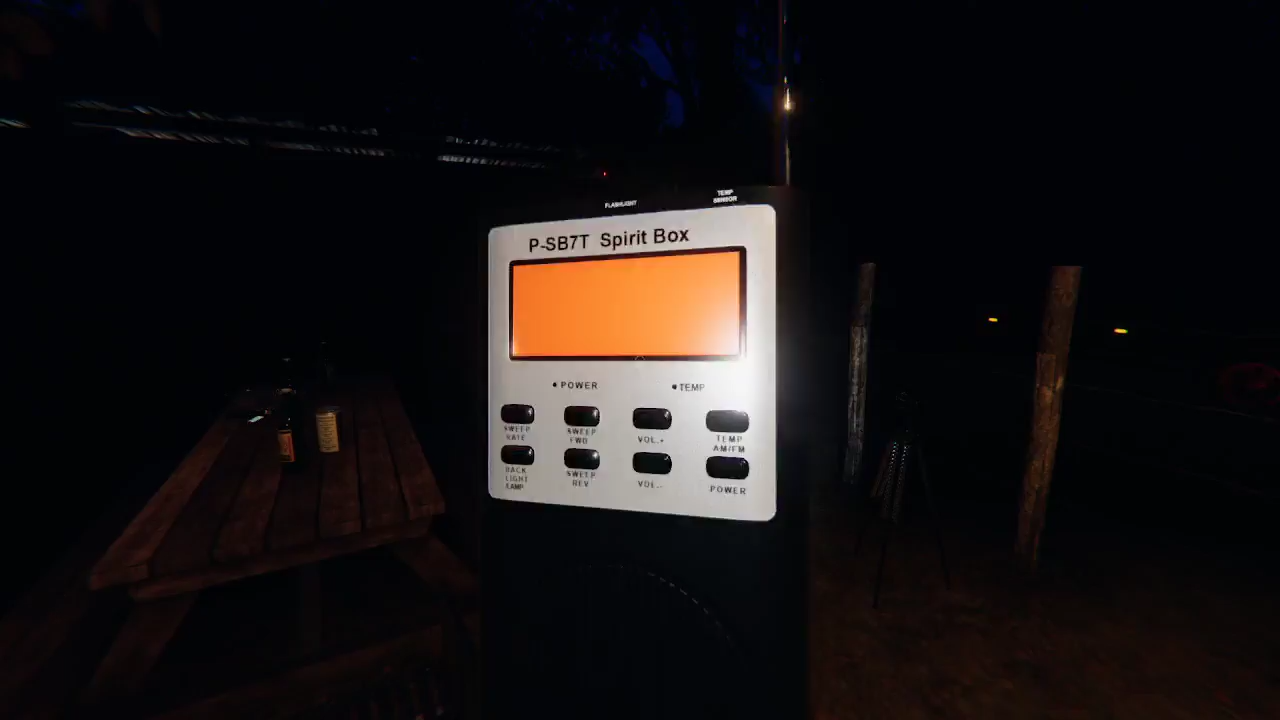 FLASHLIGHT
TEMP
SENSOR
P-SB7T Spirit Box
POWER
TEMP
SWEEP
RATE
SWEEP
FWD
VOL.+
TEMP
AM/FM
BACK
LIGHT
LAMP
SWEEP
REV
VOL.-
POWER